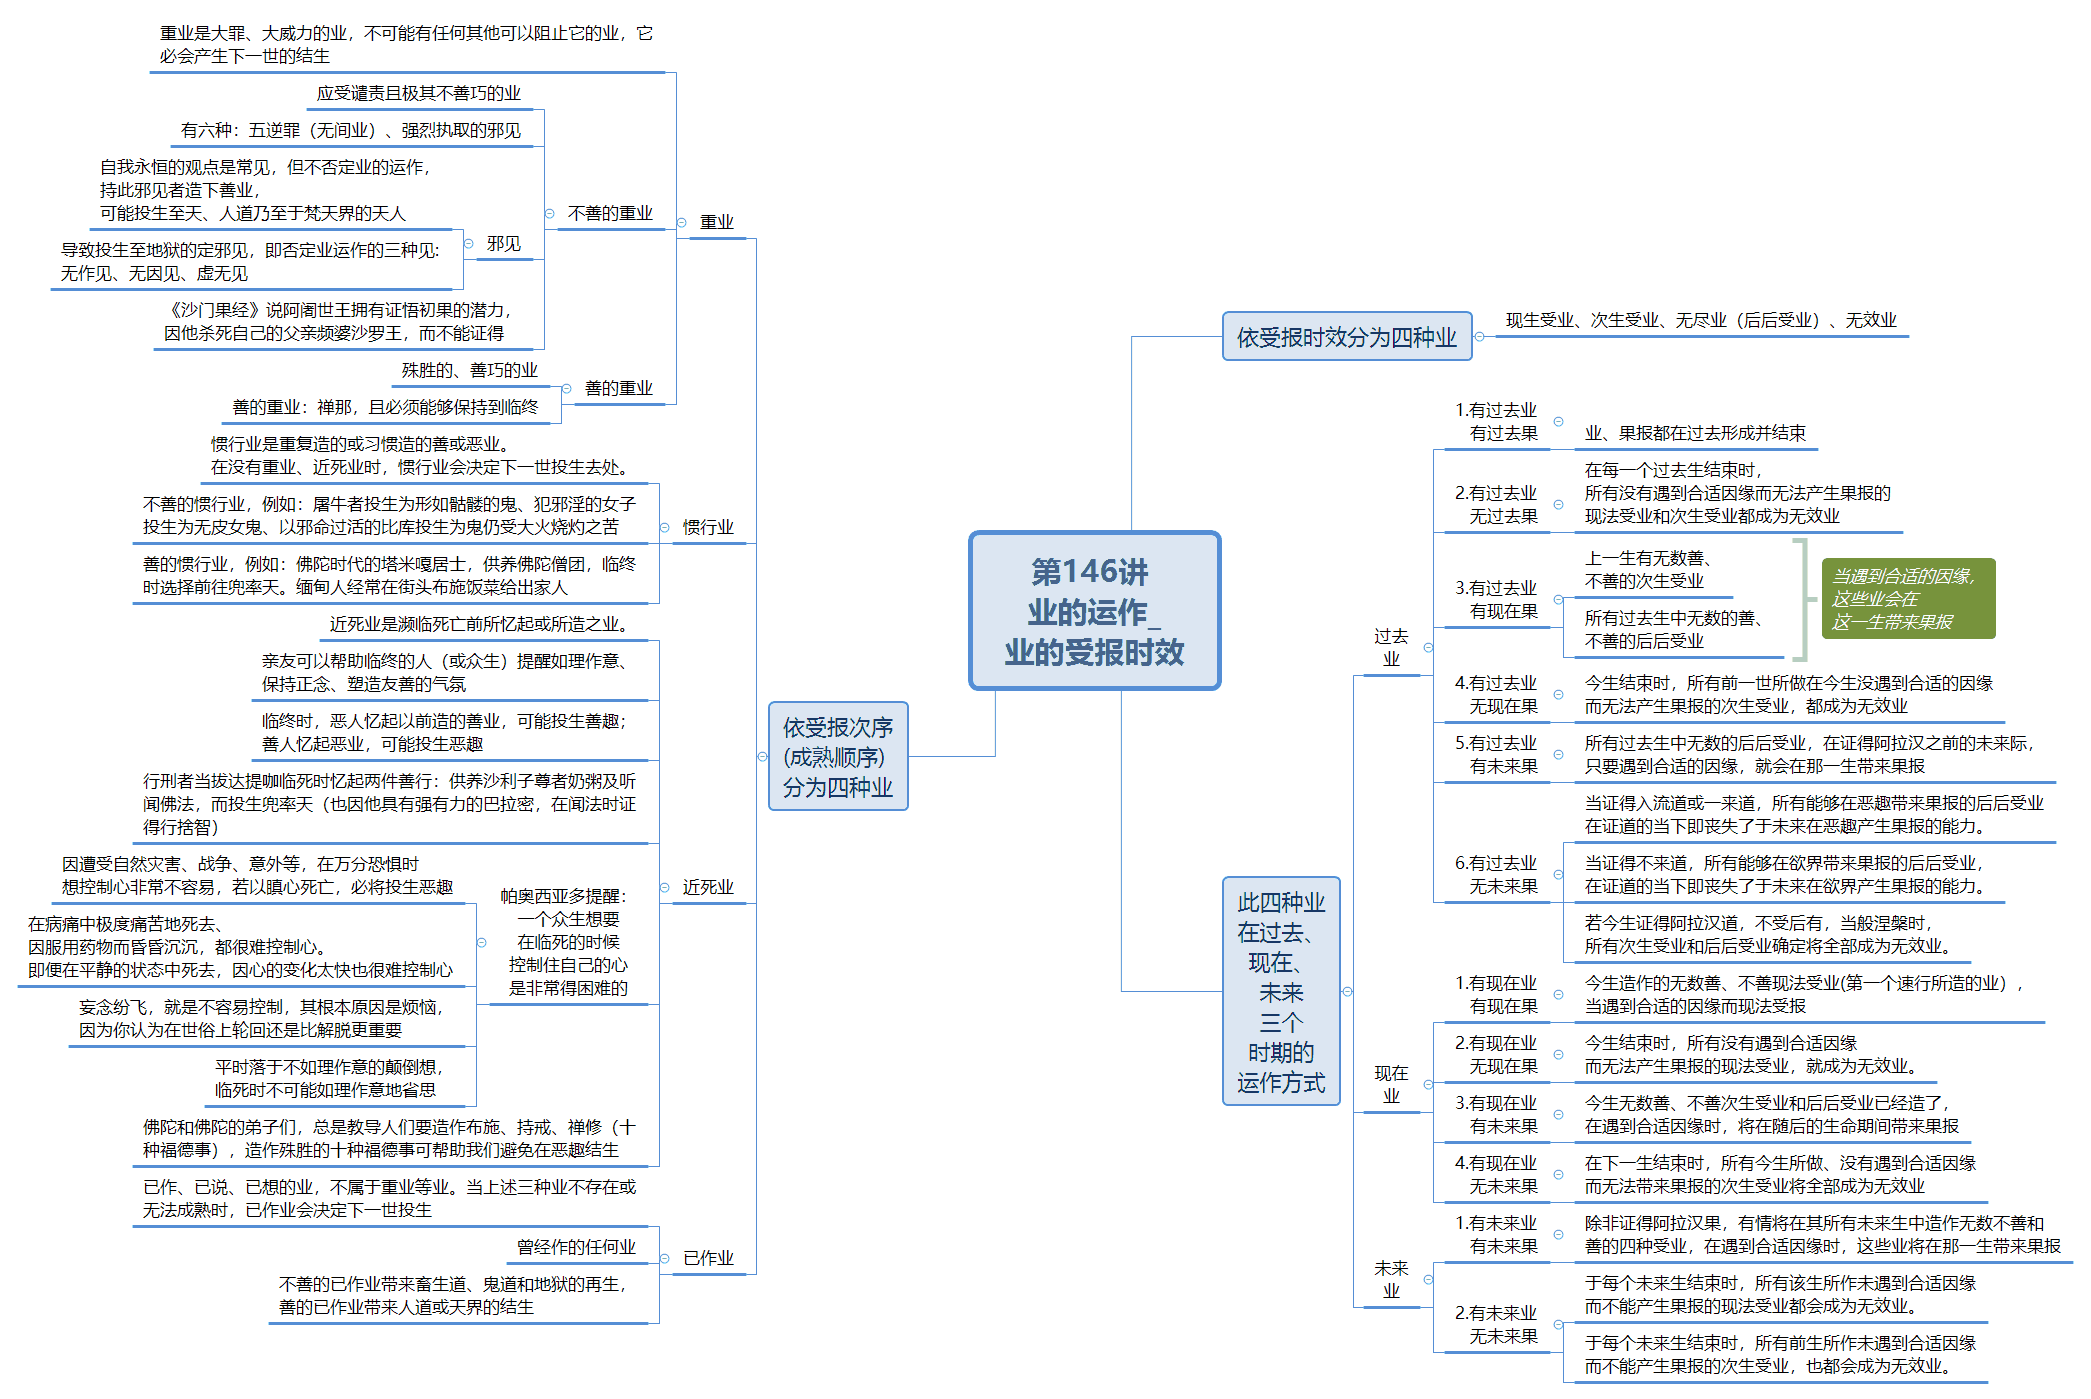 第146讲
业的运作_
业的受报时效
依受报时效分为四种业
现生受业、次生受业、无尽业（后后受业）、无效业
此四种业
在过去、
现在、
未来
三个
时期的
运作方式
过去
业
1.有过去业
有过去果
业、果报都在过去形成并结束
2.有过去业
无过去果
在每一个过去生结束时，
所有没有遇到合适因缘而无法产生果报的
现法受业和次生受业都成为无效业
3.有过去业
有现在果
上一生有无数善、
不善的次生受业
所有过去生中无数的善、
不善的后后受业
当遇到合适的因缘，
这些业会在
这一生带来果报
4.有过去业
无现在果
今生结束时，所有前一世所做在今生没遇到合适的因缘
而无法产生果报的次生受业，都成为无效业
5.有过去业
有未来果
所有过去生中无数的后后受业，在证得阿拉汉之前的未来际，
只要遇到合适的因缘，就会在那一生带来果报
6.有过去业
无未来果
当证得入流道或一来道，所有能够在恶趣带来果报的后后受业
在证道的当下即丧失了于未来在恶趣产生果报的能力。
当证得不来道，所有能够在欲界带来果报的后后受业，
在证道的当下即丧失了于未来在欲界产生果报的能力。
若今生证得阿拉汉道，不受后有，当般涅槃时，
所有次生受业和后后受业确定将全部成为无效业。
现在
业
1.有现在业
有现在果
今生造作的无数善、不善现法受业(第一个速行所造的业），
当遇到合适的因缘而现法受报
2.有现在业
无现在果
今生结束时，所有没有遇到合适因缘
而无法产生果报的现法受业，就成为无效业。
3.有现在业
有未来果
今生无数善、不善次生受业和后后受业已经造了，
在遇到合适因缘时，将在随后的生命期间带来果报
4.有现在业
无未来果
在下一生结束时，所有今生所做、没有遇到合适因缘
而无法带来果报的次生受业将全部成为无效业
未来
业
1.有未来业
有未来果
除非证得阿拉汉果，有情将在其所有未来生中造作无数不善和
善的四种受业，在遇到合适因缘时，这些业将在那一生带来果报
2.有未来业
无未来果
于每个未来生结束时，所有该生所作未遇到合适因缘
而不能产生果报的现法受业都会成为无效业。
于每个未来生结束时，所有前生所作未遇到合适因缘
而不能产生果报的次生受业，也都会成为无效业。
依受报次序
(成熟顺序)
分为四种业
重业
重业是大罪、大威力的业，不可能有任何其他可以阻止它的业，它
必会产生下一世的结生
不善的重业
应受谴责且极其不善巧的业
有六种：五逆罪（无间业）、强烈执取的邪见
邪见
自我永恒的观点是常见，但不否定业的运作，
持此邪见者造下善业，
可能投生至天、人道乃至于梵天界的天人
导致投生至地狱的定邪见，即否定业运作的三种见:
无作见、无因见、虚无见
《沙门果经》说阿阇世王拥有证悟初果的潜力，
因他杀死自己的父亲频婆沙罗王，而不能证得
善的重业
殊胜的、善巧的业
善的重业：禅那，且必须能够保持到临终
惯行业
惯行业是重复造的或习惯造的善或恶业。
在没有重业、近死业时，惯行业会决定下一世投生去处。
不善的惯行业，例如：屠牛者投生为形如骷髅的鬼、犯邪淫的女子
投生为无皮女鬼、以邪命过活的比库投生为鬼仍受大火烧灼之苦
善的惯行业，例如：佛陀时代的塔米嘎居士，供养佛陀僧团，临终
时选择前往兜率天。缅甸人经常在街头布施饭菜给出家人
近死业
近死业是濒临死亡前所忆起或所造之业。
亲友可以帮助临终的人（或众生）提醒如理作意、
保持正念、塑造友善的气氛
临终时，恶人忆起以前造的善业，可能投生善趣；
善人忆起恶业，可能投生恶趣
行刑者当拔达提咖临死时忆起两件善行：供养沙利子尊者奶粥及听
闻佛法，而投生兜率天（也因他具有强有力的巴拉密，在闻法时证
得行捨智）
帕奥西亚多提醒：
一个众生想要
在临死的时候
控制住自己的心
是非常得困难的
因遭受自然灾害、战争、意外等，在万分恐惧时
想控制心非常不容易，若以瞋心死亡，必将投生恶趣
在病痛中极度痛苦地死去、
因服用药物而昏昏沉沉，都很难控制心。
即便在平静的状态中死去，因心的变化太快也很难控制心
妄念纷飞，就是不容易控制，其根本原因是烦恼，
因为你认为在世俗上轮回还是比解脱更重要
平时落于不如理作意的颠倒想，
临死时不可能如理作意地省思
佛陀和佛陀的弟子们，总是教导人们要造作布施、持戒、禅修（十
种福德事），造作殊胜的十种福德事可帮助我们避免在恶趣结生
已作业
已作、已说、已想的业，不属于重业等业。当上述三种业不存在或
无法成熟时，已作业会决定下一世投生
曾经作的任何业
不善的已作业带来畜生道、鬼道和地狱的再生，
善的已作业带来人道或天界的结生